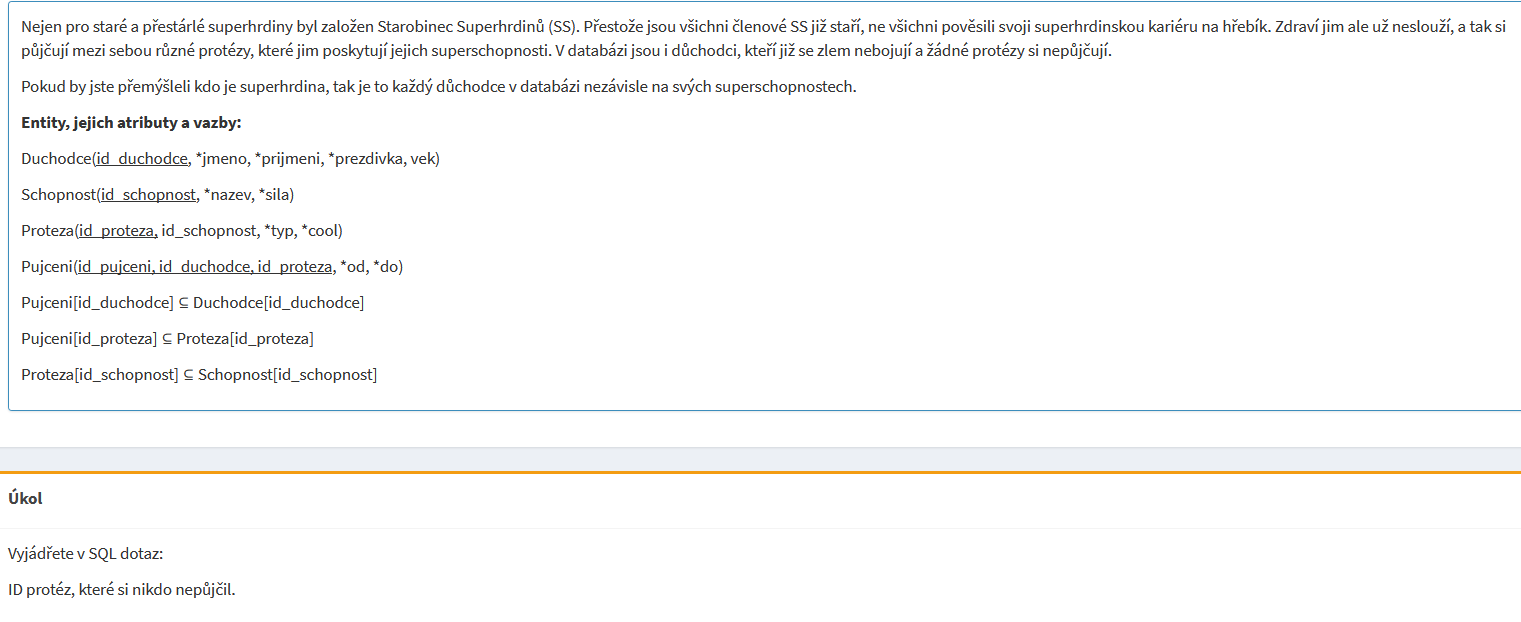 Nejen pro staré a přestárlé superhrdiny byl založen Starobinec Superhrdinů (SS). Přestože jsou všichni členové SS již staří, ne všichni pověsili svoji superhrdinskou kariéru na hřebík. Zdraví jim ale už neslouží, a tak si
půjčují mezi sebou různé protézy, které jim poskytují jejich superschopnosti. V databázi jsou i důchodci, kteří již se zlem nebojují a žádné protézy si nepůjčují.
Pokud by jste přemýšleli kdo je superhrdina, tak je to každý důchodce v databázi nezávisle na svých superschopnostech.
Entity, jejich atributy a vazby:
Duchodce(id_duchodce, *jmeno, *prijmeni, *prezdivka, vek)
Schopnost(id_schopnost, *nazev, *sila)
Proteza(id_proteza, id_schopnost, *typ, *cool)
Pujceni(id_pujceni, id_duchodce, id_proteza, *od, *do)
Pujceni[id_duchodce] ⊆ Duchodce[id_duchodce]
Pujceni[id_proteza] ⊆ Proteza[id_proteza]
Proteza[id_schopnost] ⊆ Schopnost[id_schopnost]
Úkol
Vyjádřete v SQL dotaz:
ID protéz, které si nikdo nepůjčil.